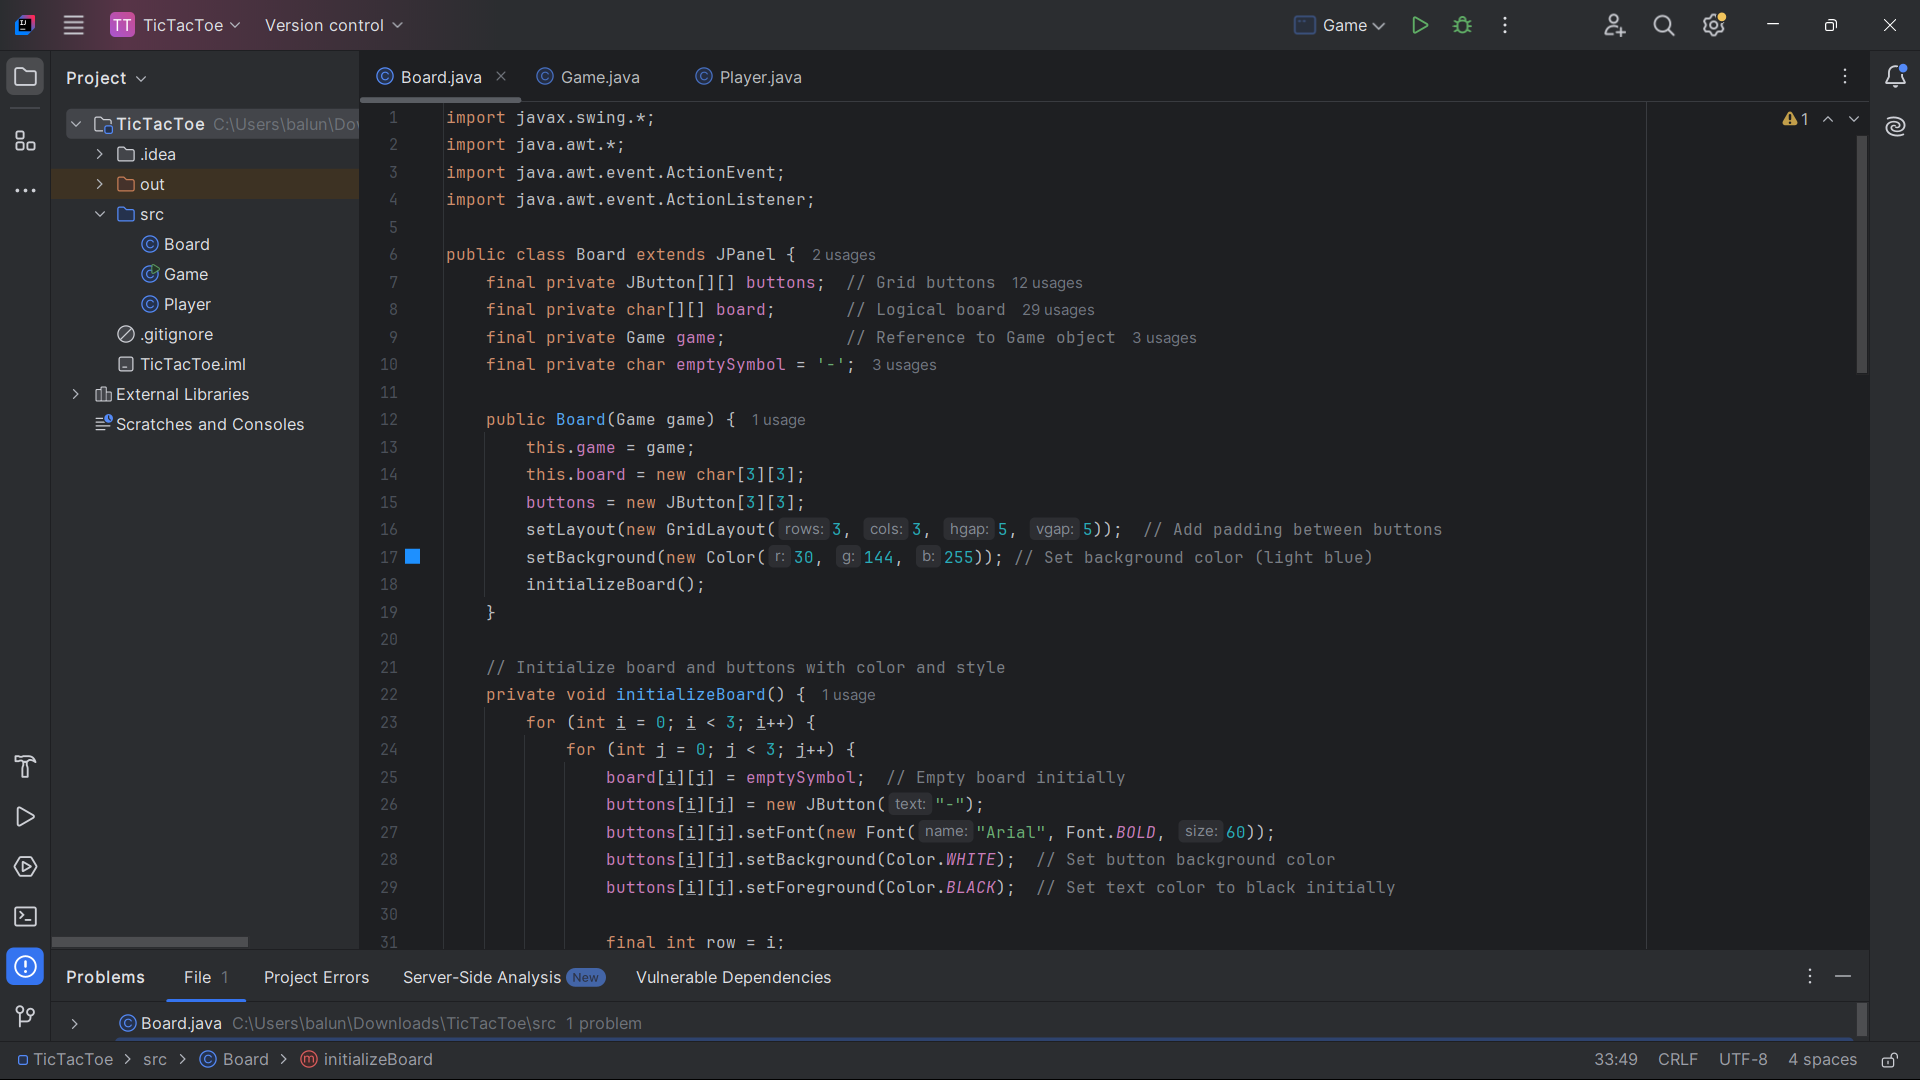 TT TicTacToe Version control Game
Project
TicTacToe C:\Users\balun\Do
.idea
out
src
Board
Game
Player
.gitignore
TicTacToe.iml
External Libraries
Scratches and Consoles
Board.java Game.java Player.java
1
1 import javax.swing.*;
2 import java.awt.*;
3 import java.awt.event.ActionEvent;
4 import java.awt.event.ActionListener;
5
6 public class Board extends JPanel { 2 usages
7 final private JButton[][] buttons; // Grid buttons 12 usages
8 final private char[][] board; // Logical board 29 usages
9 final private Game game; // Reference to Game object 3 usages
10 final private char emptySymbol = '-'; 3 usages
11
12 public Board(Game game) { 1 usage
13 this.game = game;
14 this.board = new char[3][3];
15 buttons = new JButton[3][3];
16 setLayout(new GridLayout( rows: 3, cols: 3, hgap: 5, vgap: 5)); // Add padding between buttons
17 setBackground(new Color( r: 30, g: 144, b: 255)); // Set background color (light blue)
18 initializeBoard();
19 }
20
21 // Initialize board and buttons with color and style
22 private void initializeBoard() { 1 usage
23 for (int i = 0; i < 3; i++) {
24 for (int j = 0; j < 3; j++) {
25 board[i][j] = emptySymbol; // Empty board initially
26 buttons[i][j] = new JButton( text: "-");
27 buttons[i][j].setFont(new Font( name: "Arial", Font.BOLD, size: 60));
28 buttons[i][j].setBackground(Color.WHITE); // Set button background color
29 buttons[i][j].setForeground(Color.BLACK); // Set text color to black initially
30
31 final int row = i;
Problems File 1 Project Errors Server-Side Analysis New Vulnerable Dependencies
Board.java C:\Users\balun\Downloads\TicTacToe\src 1 problem
TicTacToe src Board initializeBoard 33:49 CRLF UTF-8 4 spaces